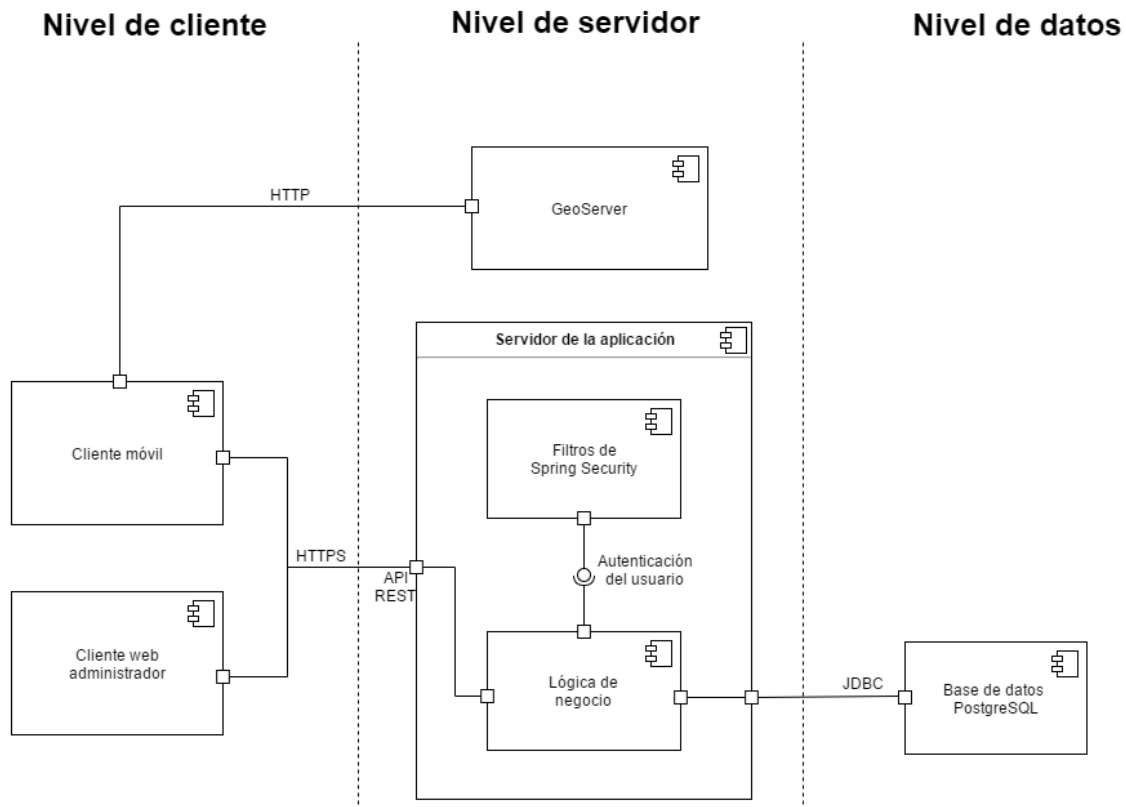 Nivel de cliente
Nivel de servidor
Nivel de datos
HTTP
GeoServer
Servidor de la aplicación
Cliente móvil
Filtros de
Spring Security
HTTPS
API
REST
Autenticación
del usuario
Cliente web
administrador
Lógica de
negocio
JDBC
Base de datos
PostgreSQL